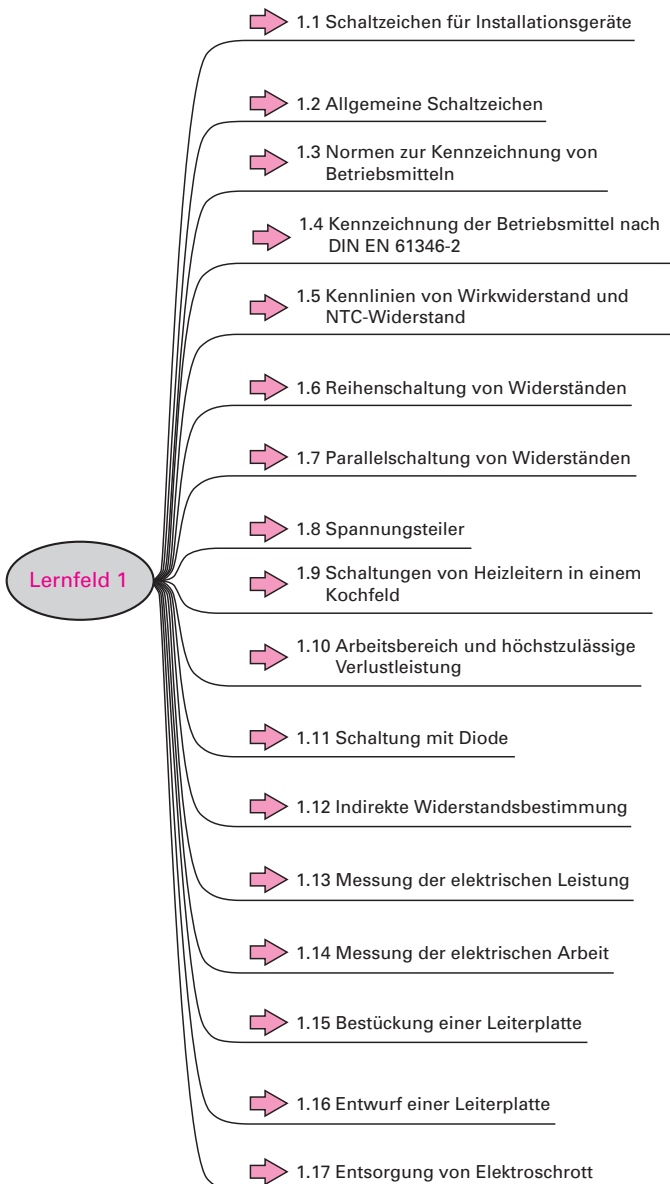 1.1 Schaltzeichen für Installationsgeräte
1.2 Allgemeine Schaltzeichen
1.3 Normen zur Kennzeichnung von
Betriebsmitteln
1.4 Kennzeichnung der Betriebsmittel nach
DIN EN 61346-2
1.5 Kennlinien von Wirkwiderstand und
NTC-Widerstand
1.6 Reihenschaltung von Widerständen
1.7 Parallelschaltung von Widerständen
1.8 Spannungsteiler
Lernfeld 1
1.9 Schaltungen von Heizleitern in einem
Kochfeld
1.10 Arbeitsbereich und höchstzulässige
Verlustleistung
1.11 Schaltung mit Diode
1.12 Indirekte Widerstandsbestimmung
1.13 Messung der elektrischen Leistung
1.14 Messung der elektrischen Arbeit
1.15 Bestückung einer Leiterplatte
1.16 Entwurf einer Leiterplatte
1.17 Entsorgung von Elektroschrott